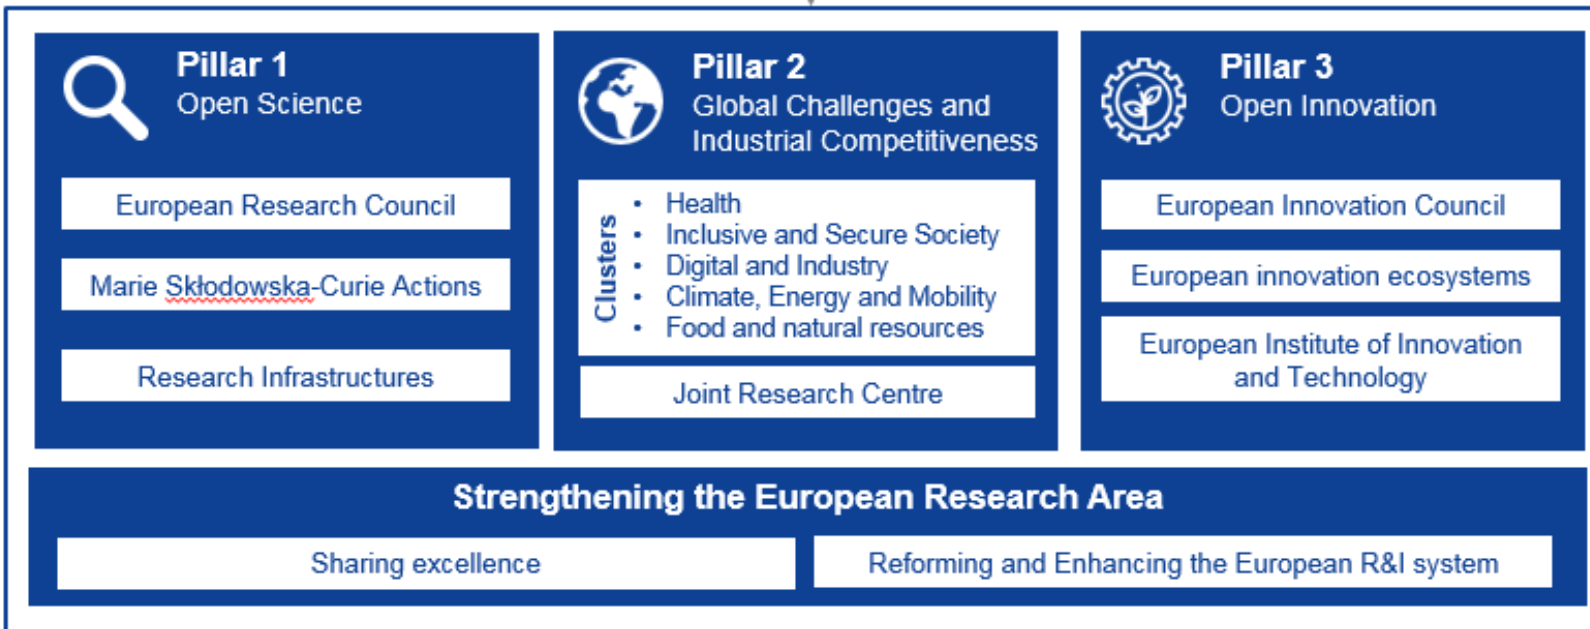 Pillar 1
Open Science
European Research Council
Marie Skłodowska-Curie Actions
Research Infrastructures
Pillar 2
Global Challenges and
Industrial Competitiveness
Clusters
• Health
• Inclusive and Secure Society
• Digital and Industry
• Climate, Energy and Mobility
• Food and natural resources
Joint Research Centre
Pillar 3
Open Innovation
European Innovation Council
European innovation ecosystems
European Institute of Innovation
and Technology
Strengthening the European Research Area
Sharing excellence
Reforming and Enhancing the European R&I system